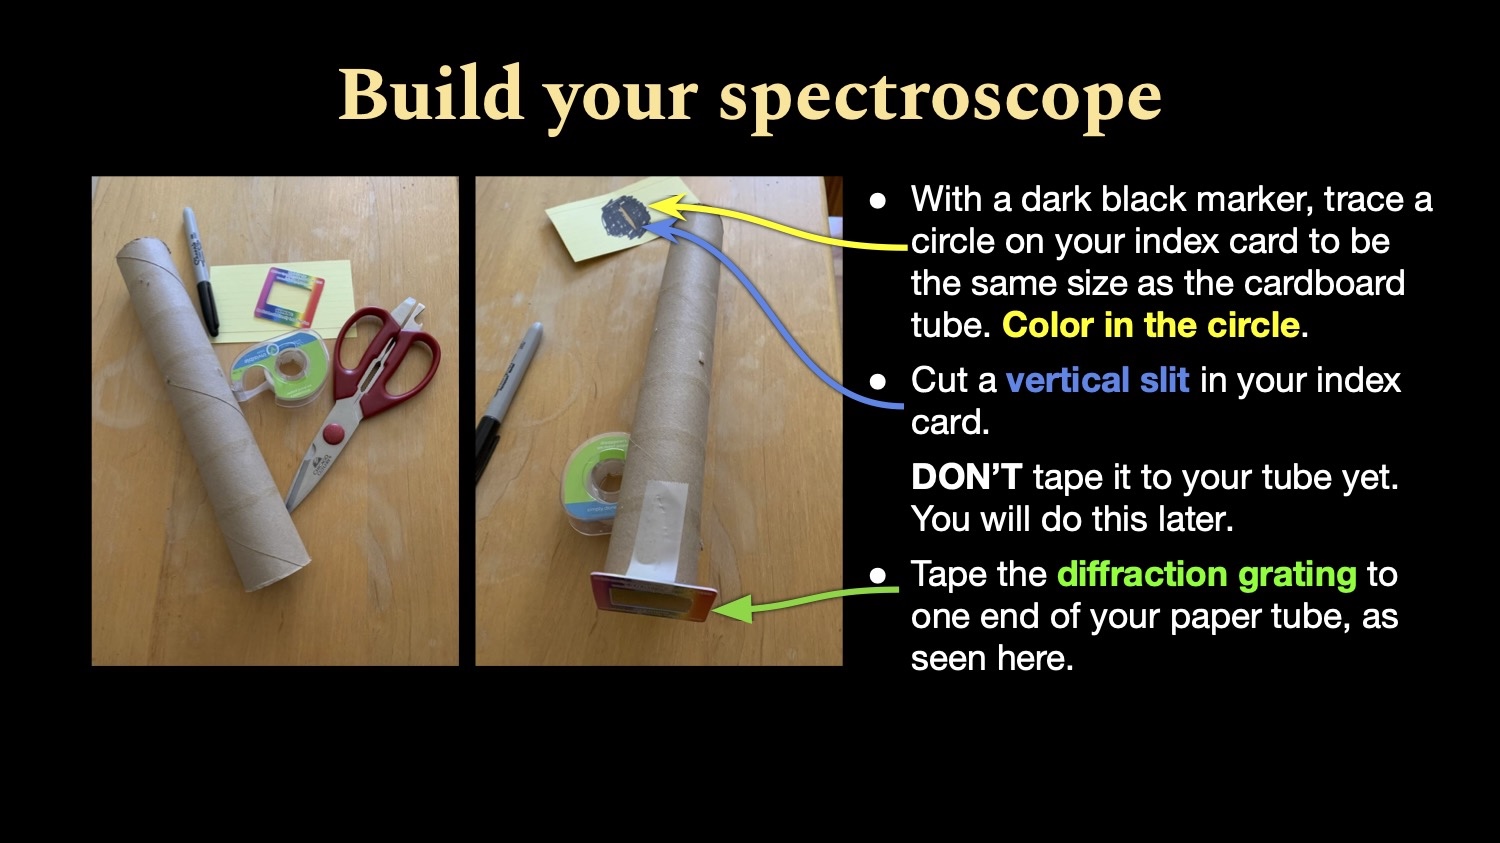 Build your spectroscope
● With a dark black marker, trace a
circle on your index card to be
the same size as the cardboard
tube. Color in the circle.
● Cut a vertical slit in your index
card.
DON’T tape it to your tube yet.
You will do this later.
● Tape the diffraction grating to
one end of your paper tube, as
seen here.